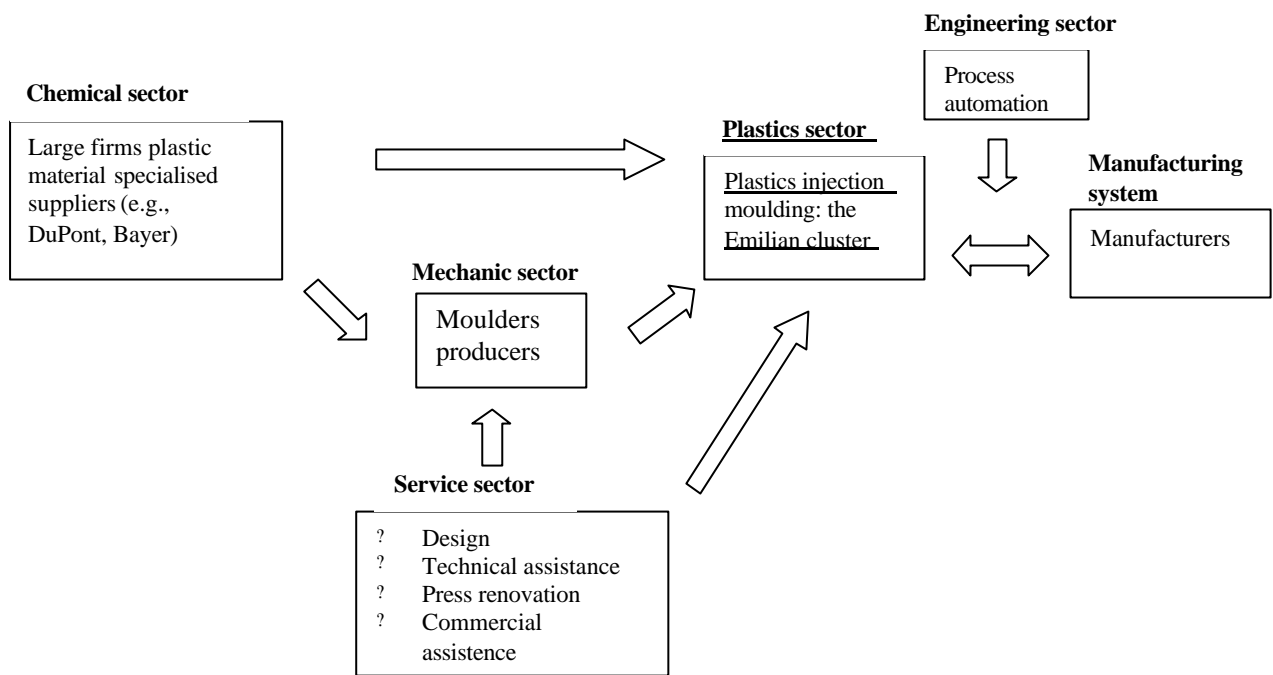 Engineering sector
Process
automation
Chemical sector
Large firms plastic
material specialised
suppliers (e.g.,
DuPont, Bayer)
Plastics sector
Plastics injection
moulding: the
Emilian cluster
Manufacturing
system
Manufacturers
Mechanic sector
Moulders
producers
Service sector
? Design
? Technical assistance
? Press renovation
? Commercial
assistence